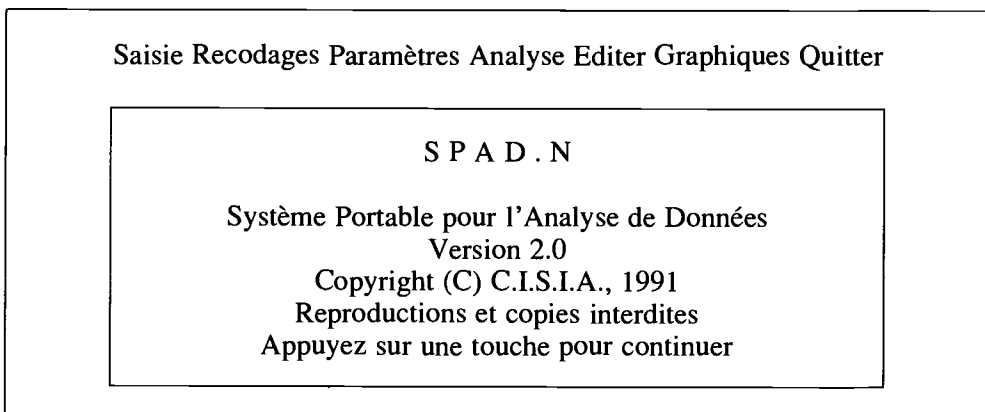 Saisie Recodages Paramètres Analyse Editer Graphiques Quitter
S P A D . N
Système Portable pour l'Analyse de Données
Version 2.0
Copyright (C) C.I.S.I.A., 1991
Reproductions et copies interdites
Appuyez sur une touche pour continuer